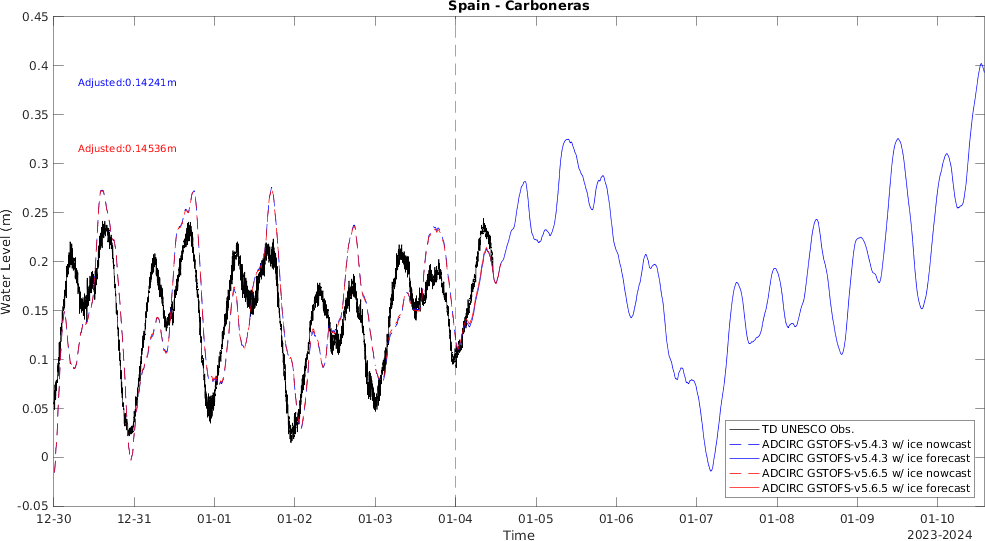 Spain - Carboneras
0.45
0.4
0.35
0.3
0.25
0.2
0.15
0.1
0.05
0
-0.05
Water Level (m)
Adjusted:0.14241m
Adjusted:0.14536m
TD UNESCO Obs.
ADCIRC GSTOFS-v5.4.3 w/ ice nowcast
ADCIRC GSTOFS-v5.4.3 w/ ice forecast
ADCIRC GSTOFS-v5.6.5 w/ ice nowcast
ADCIRC GSTOFS-v5.6.5 w/ ice forecast
12-30 12-31 01-01 01-02 01-03 01-04 01-05 01-06 01-07 01-08 01-09 01-10
Time
2023-2024